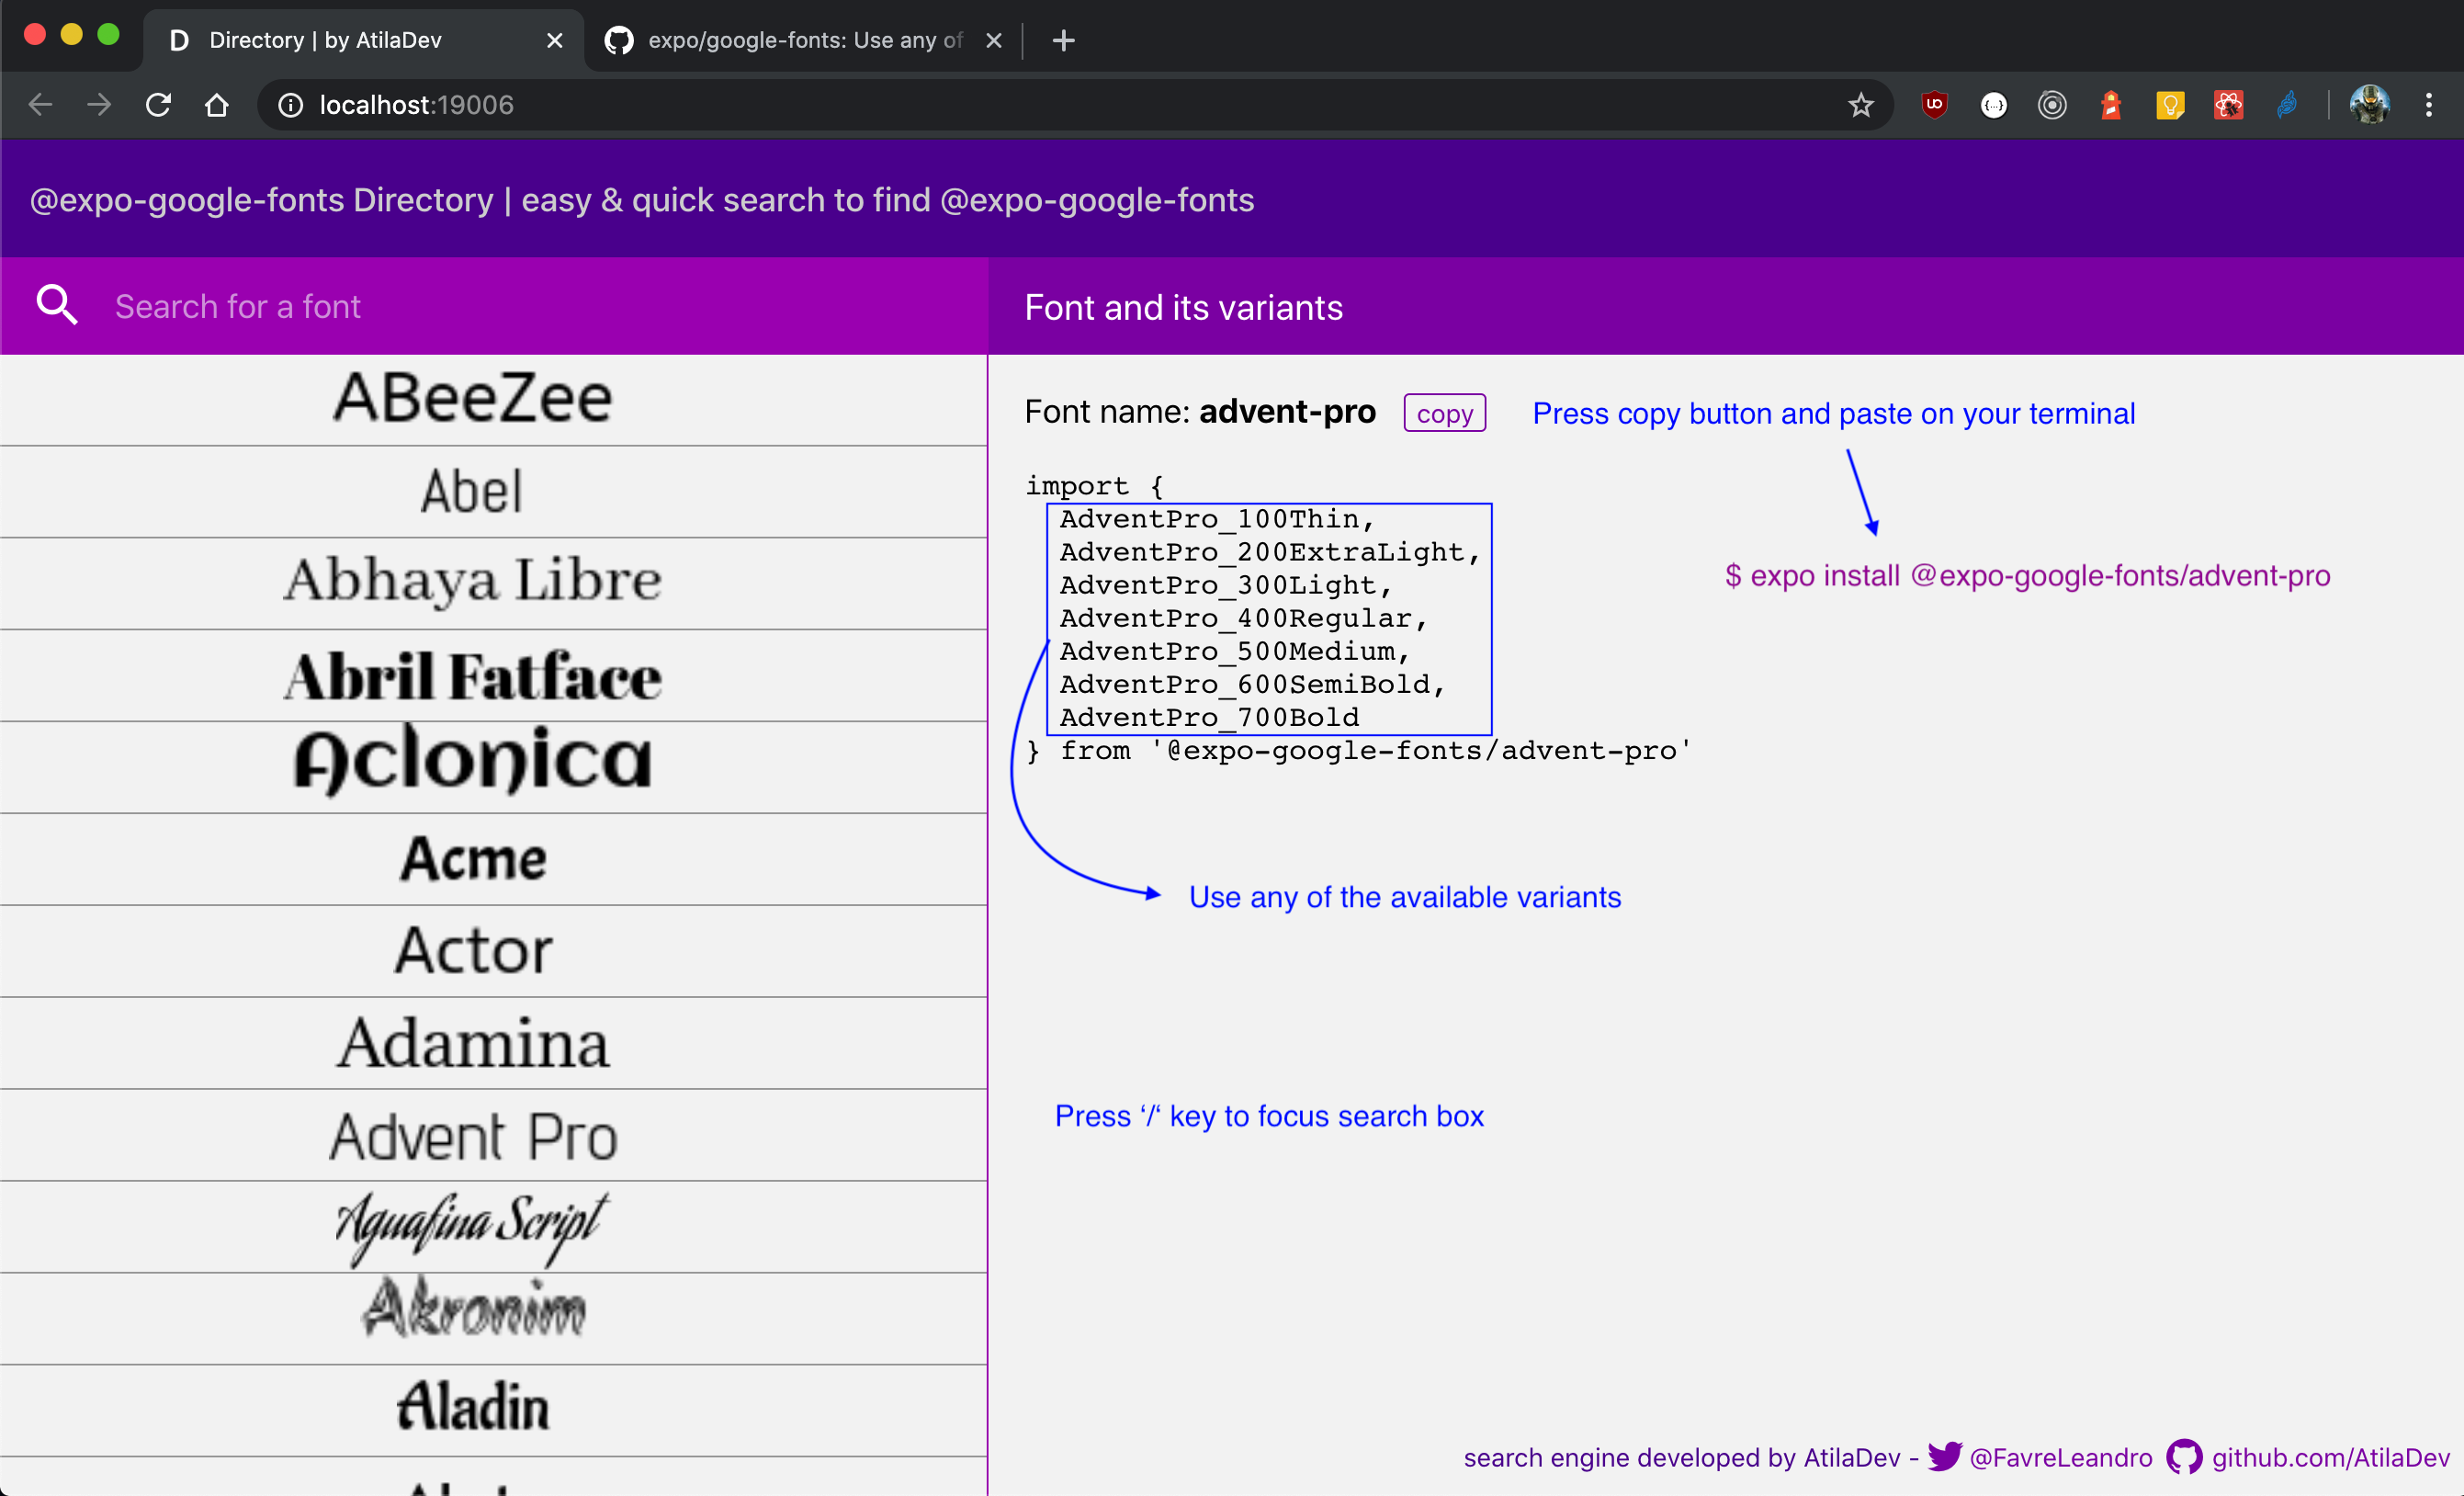 D Directory | by AtilaDev
expo/google-fonts: Use any of
localhost:19006
@expo-google-fonts Directory | easy & quick search to find @expo-google-fonts
Search for a font
ABeeZee
Abel
Abhaya Libre
Abril Fatface
Aclonica
Acme
Actor
Adamina
Advent Pro
Aguafina Script
Akronim
Aladin
Font and its variants
Font name: advent-pro copy Press copy button and paste on your terminal
import {
AdventPro_100Thin,
AdventPro_200ExtraLight,
AdventPro_300Light,
AdventPro_400Regular,
AdventPro_500Medium,
AdventPro_600SemiBold,
AdventPro_700Bold
} from '@expo-google-fonts/advent-pro'
$ expo install @expo-google-fonts/advent-pro
Use any of the available variants
Press ‘/‘ key to focus search box
search engine developed by AtilaDev - @FavreLeandro github.com/AtilaDev